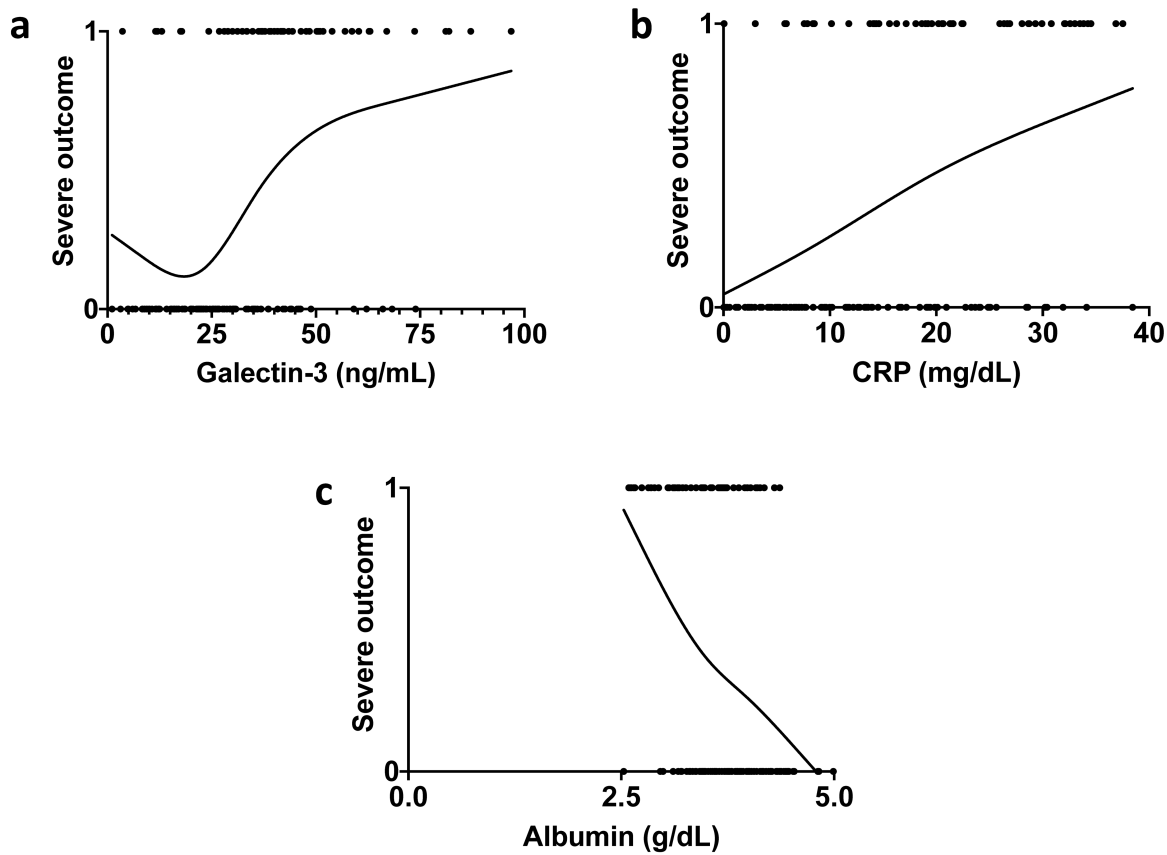 a
Severe outcome
1
0
0 25 50 75 100
Galectin-3 (ng/mL)
b
Severe outcome
1
0
0 10 20 30 40
CRP (mg/dL)
c
Severe outcome
1
0
0.0 2.5 5.0
Albumin (g/dL)